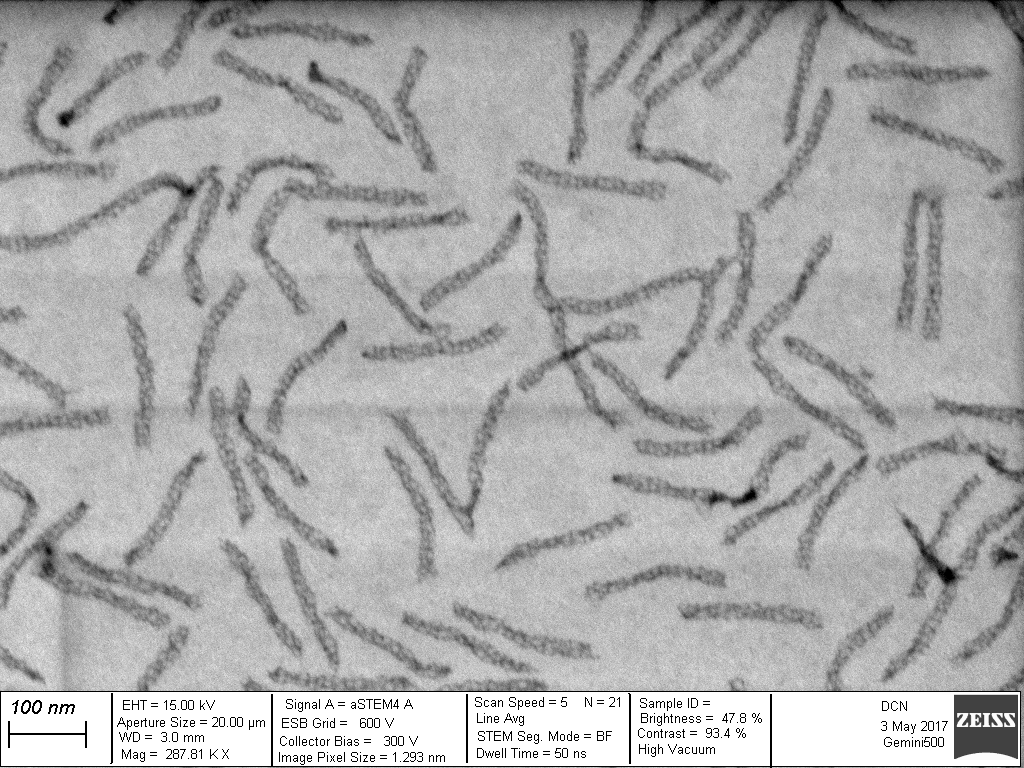 100 nm
EHT = 15.00 kV
Aperture Size = 20.00 µm
WD = 3.0 mm
Mag = 287.81 K X
Signal A = aSTEM4 A
ESB Grid = 600 V
Collector Bias = 300 V
Image Pixel Size = 1.293 nm
Scan Speed = 5 N = 21
Line Avg
STEM Seg. Mode = BF
Dwell Time = 50 ns
Sample ID =
Brightness = 47.8 %
Contrast = 93.4 %
High Vacuum
DCN
3 May 2017
Gemini500
ZEISS